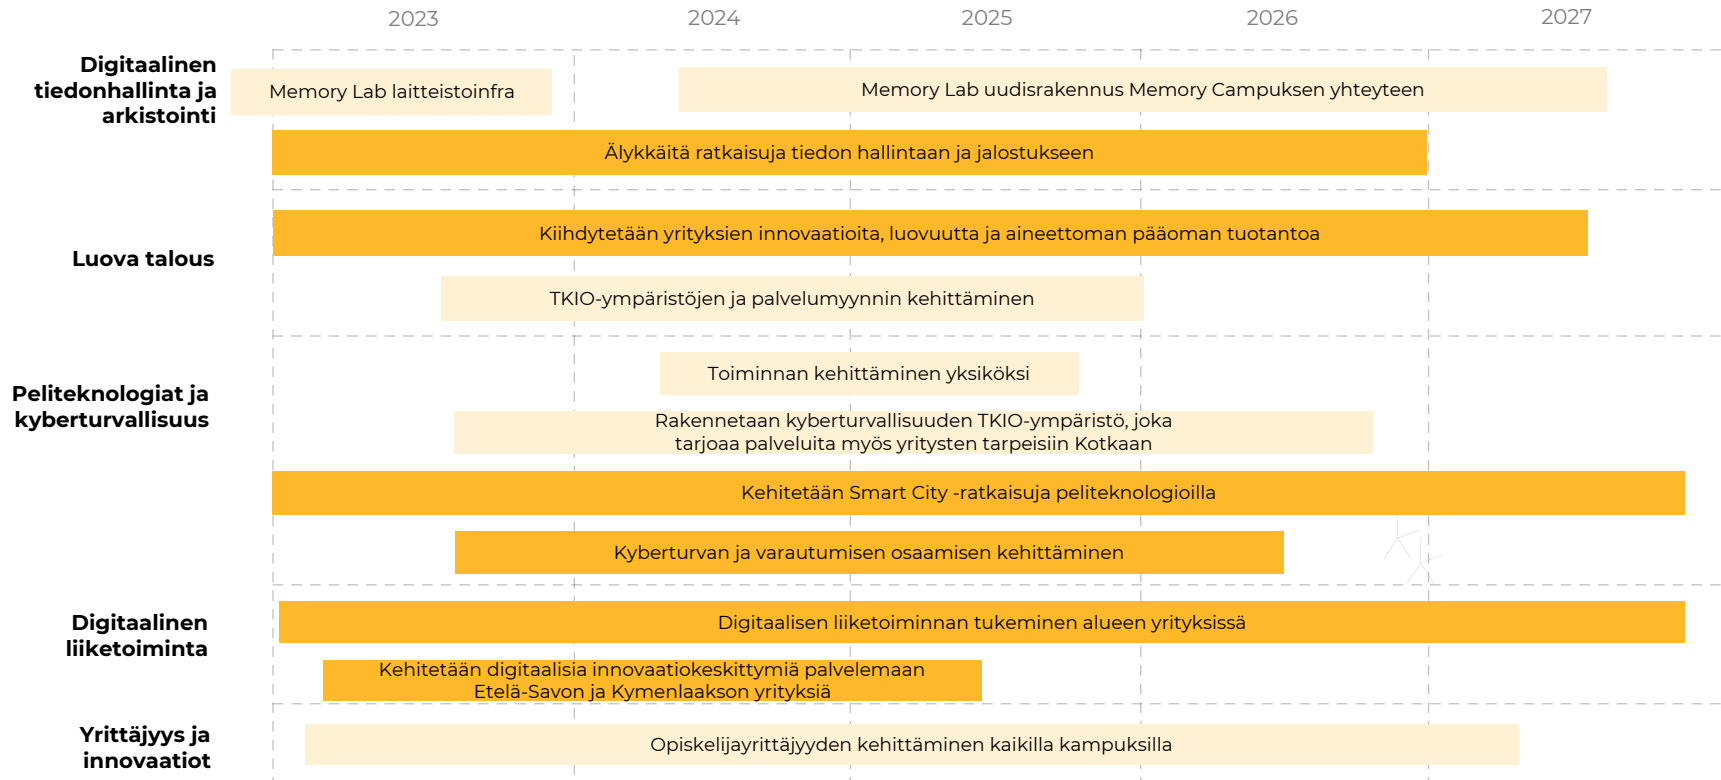 2023 2024 2025 2026 2027
Digitaalinen
tiedonhallinta ja
arkistointi
Memory Lab laitteistoinfra
Memory Lab uudisrakennus Memory Campuksen yhteyteen
Älykkäitä ratkaisuja tiedon hallintaan ja jalostukseen
Luova talous
Kiihdytetään yrityksien innovaatioita, luovuutta ja aineettoman pääoman tuotantoa
TKIO-ympäristöjen ja palvelumyynnin kehittäminen
Peliteknologiat ja
kyberturvallisuus
Toiminnan kehittäminen yksiköksi
Rakennetaan kyberturvallisuuden TKIO-ympäristö, joka
tarjoaa palveluita myös yritysten tarpeisiin Kotkaan
Kehitetään Smart City -ratkaisuja peliteknologioilla
Kyberturvan ja varautumisen osaamisen kehittäminen
Digitaalinen
liiketoiminta
Digitaalisen liiketoiminnan tukeminen alueen yrityksissä
Kehitetään digitaalisia innovaatiokeskittymiä palvelemaan
Etelä-Savon ja Kymenlaakson yrityksiä
Yrittäjyys ja
innovaatiot
Opiskelijayrittäjyyden kehittäminen kaikilla kampuksilla